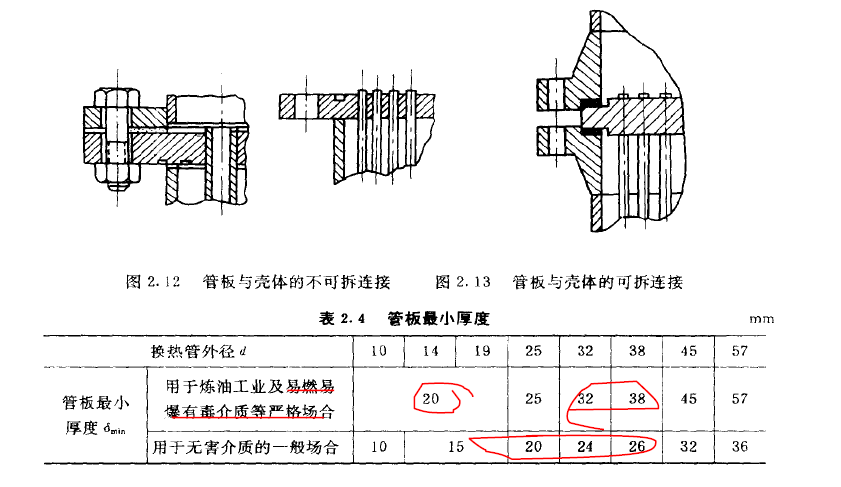 图 2.12 管板与壳体的不可拆连接 图 2.13 管板与壳体的可拆连接
表 2.4 管板最小厚度 mm
换热管外径 d 10 14 19 25 32 38 45 57
管板最小厚度 δmin
用于炼油工业及易燃易
爆有毒介质等严格场合 20 25 32 38 45 57
用于无害介质的一般场合 10 15 20 24 26 32 36